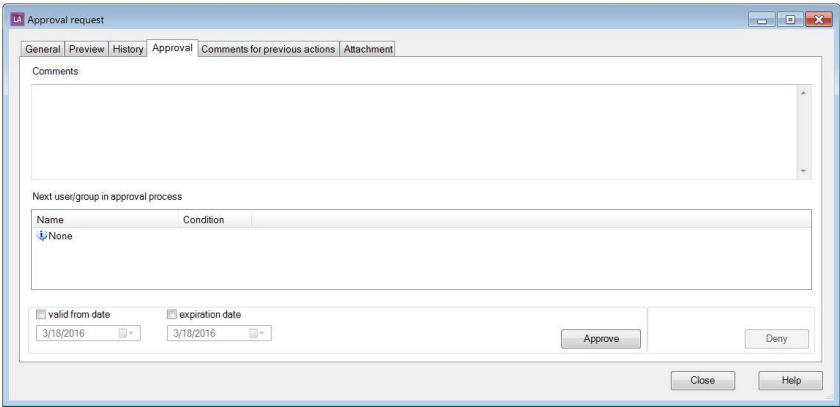 LA Approval request
General Preview History Approval Comments for previous actions Attachment
Comments
Next user/group in approval process
Name Condition
None
valid from date expiration date
3/18/2016 3/18/2016
Approve Deny
Close Help